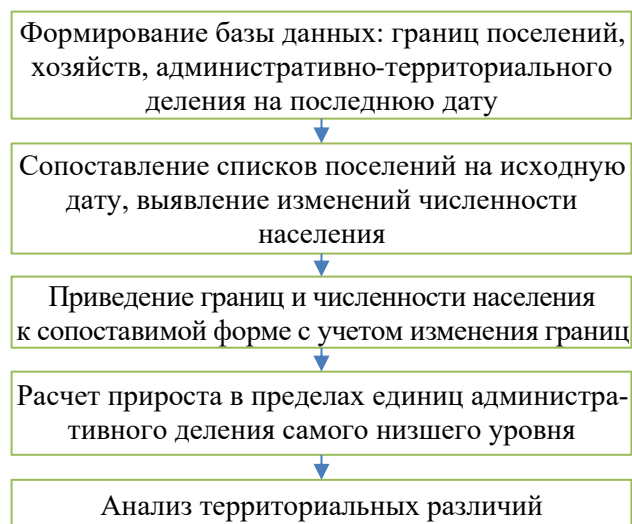 Формирование базы данных: границ поселений,
хозяйств, административно-территориального
деления на последнюю дату
Сопоставление списков поселений на исходную
дату, выявление изменений численности
населения
Приведение границ и численности населения
к сопоставимой форме с учетом изменения границ
Расчет прироста в пределах единиц администра-
тивного деления самого низшего уровня
Анализ территориальных различий